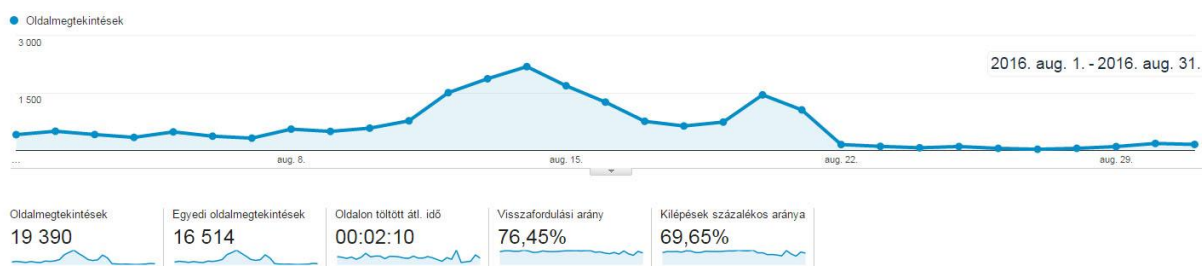 Oldalmegtekintések
3 000
2016. aug. 1. - 2016. aug. 31.
1 500
...
aug. 8.
aug. 15.
aug. 22.
aug. 29.
Oldalmegtekintések
19 390
Egyedi oldalmegtekintések
16 514
Oldalon töltött átl. idő
00:02:10
Visszafordulási arány
76,45%
Kilépések százalékos aránya
69,65%